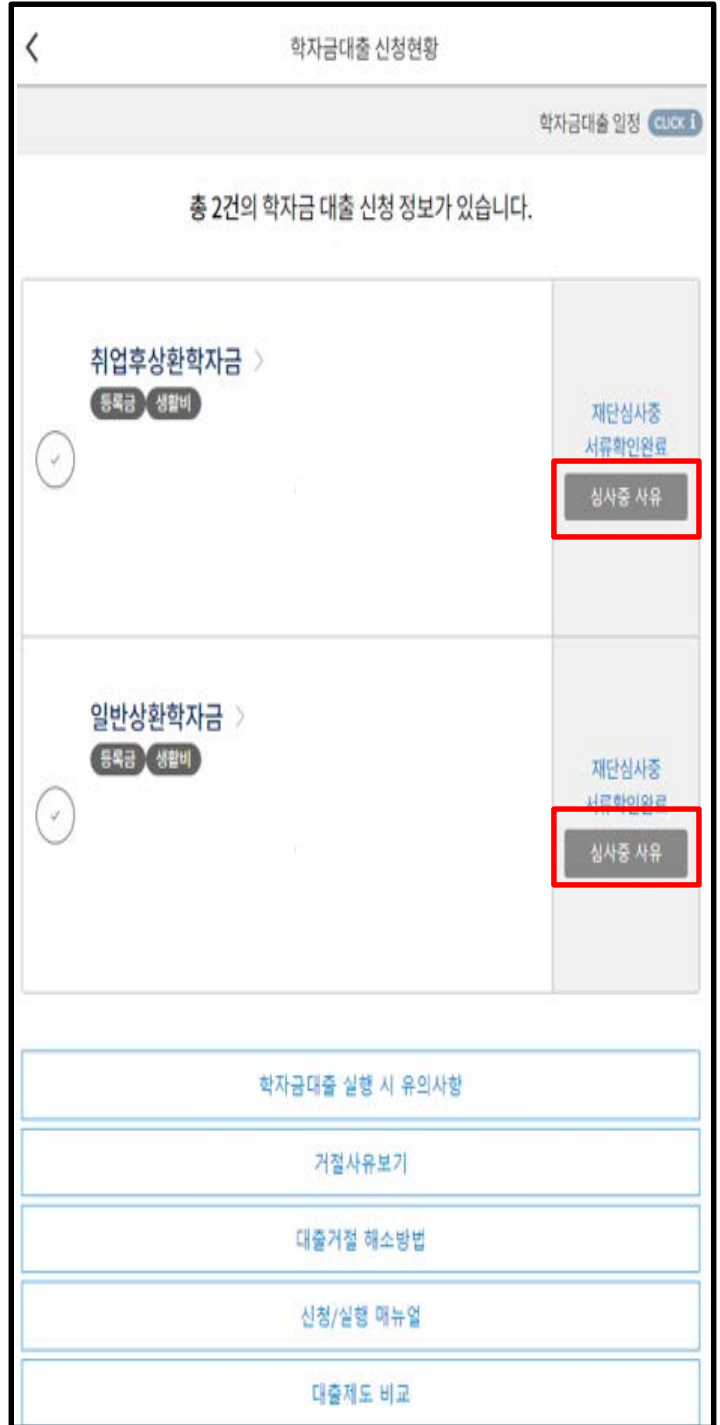 학자금대출 신청현황
학자금대출 일정 CLICK i
총 2건의 학자금 대출 신청 정보가 있습니다.
취업후상환학자금 >
등록금 생활비
재단심사중
서류확인완료
심사중 사유
일반상환학자금 >
등록금 생활비
재단심사중
서류확인완료
심사중 사유
학자금대출 실행 시 유의사항
거절사유보기
대출거절 해소방법
신청/실행 매뉴얼
대출제도 비교